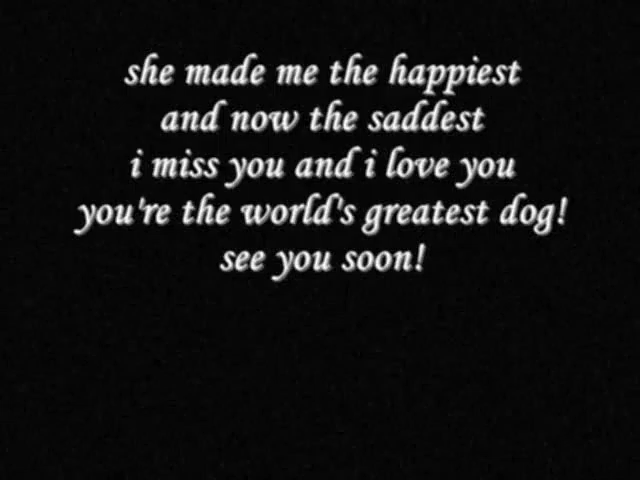 she made me the happiest
and now the saddest
i miss you and i love you
you're the world's greatest dog!
see you soon!